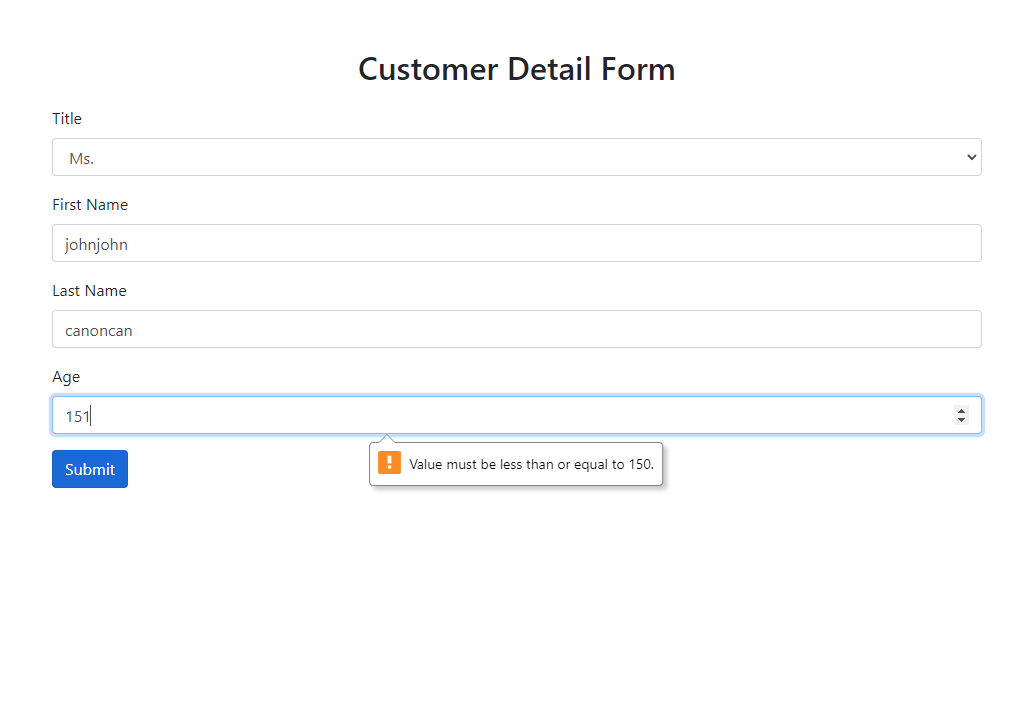 Customer Detail Form
Title
Ms.
First Name
johnjohn
Last Name
canoncan
Age
151
Value must be less than or equal to 150.
Submit